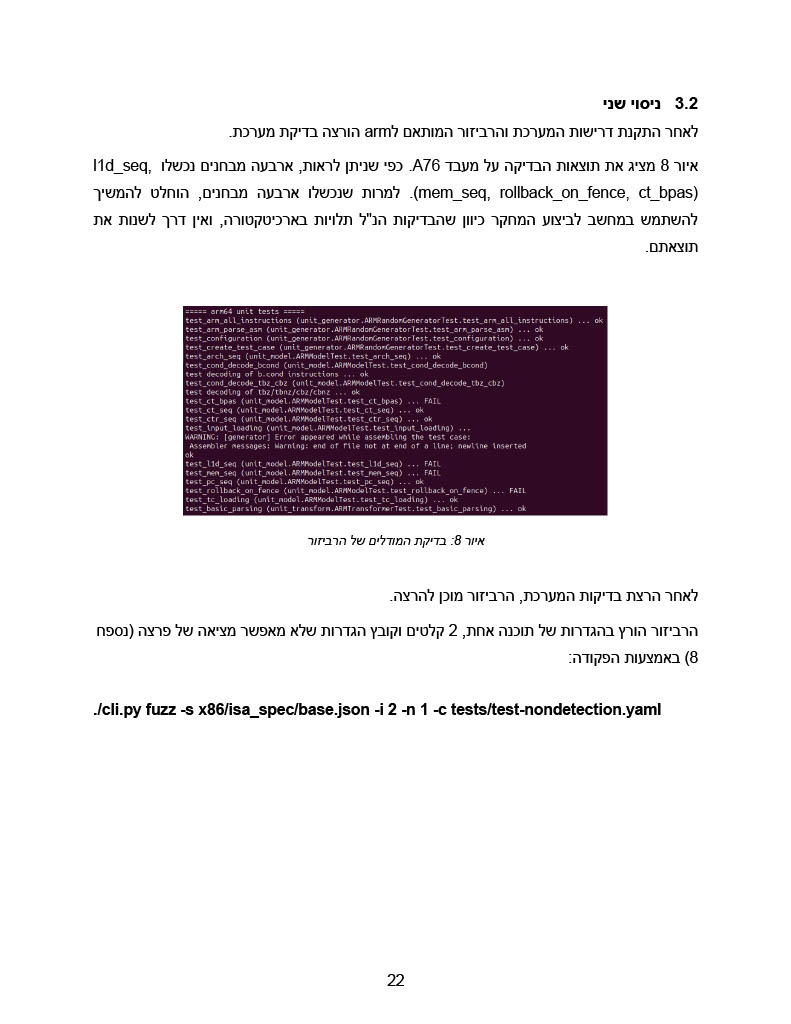 3.2 ניסוי שני
לאחר התקנת דרישות המערכת והרביזור המותאם לarm הורצה בדיקת מערכת.
איור 8 מציג את תוצאות הבדיקה על מעבד A76. כפי שניתן לראות, ארבעה מבחנים נכשלו l1d_seq,
(mem_seq, rollback_on_fence, ct_bpas). למרות שנכשלו ארבעה מבחנים, הוחלט להמשיך
להשתמש במחשב לביצוע המחקר כיוון שהבדיקות הנ"ל תלויות בארכיטקטורה, ואין דרך לשנות את
תוצאתם.
===== arm64 unit tests =====
test_arm_all_instructions (unit_generator.ARMRandomGeneratorTest.test_arm_all_instructions) ... ok
test_arm_parse_asm (unit_generator.ARMRandomGeneratorTest.test_arm_parse_asm) ... ok
test_configuration (unit_generator.ARMRandomGeneratorTest.test_configuration) ... ok
test_create_test_case (unit_generator.ARMRandomGeneratorTest.test_create_test_case) ... ok
test_arch_seq (unit_model.ARMModelTest.test_arch_seq) ... ok
test_cond_decode_bcond (unit_model.ARMModelTest.test_cond_decode_bcond)
test decoding of b.cond instructions ... ok
test_cond_decode_tbz_cbz (unit_model.ARMModelTest.test_cond_decode_tbz_cbz)
test decoding of tbz/tbnz/cbz/cbnz ... ok
test_ct_bpas (unit_model.ARMModelTest.test_ct_bpas) ... FAIL
test_ct_seq (unit_model.ARMModelTest.test_ct_seq) ... ok
test_ctr_seq (unit_model.ARMModelTest.test_ctr_seq) ... ok
test_input_loading (unit_model.ARMModelTest.test_input_loading) ...
WARNING: [generator] Error appeared while assembling the test case:
Assembler messages: Warning: end of file not at end of a line; newline inserted
ok
test_l1d_seq (unit_model.ARMModelTest.test_l1d_seq) ... FAIL
test_mem_seq (unit_model.ARMModelTest.test_mem_seq) ... FAIL
test_pc_seq (unit_model.ARMModelTest.test_pc_seq) ... ok
test_rollback_on_fence (unit_model.ARMModelTest.test_rollback_on_fence) ... FAIL
test_tc_loading (unit_model.ARMModelTest.test_tc_loading) ... ok
test_basic_parsing (unit_transform.ARMTransformerTest.test_basic_parsing) ... ok
איור 8: בדיקת המודלים של הרביזור
לאחר הרצת בדיקות המערכת, הרביזור מוכן להרצה.
הרביזור הורץ בהגדרות של תוכנה אחת, 2 קלטים וקובץ הגדרות שלא מאפשר מציאה של פרצה (נספח
8) באמצעות הפקודה:
./cli.py fuzz -s x86/isa_spec/base.json -i 2 -n 1 -c tests/test-nondetection.yaml
22